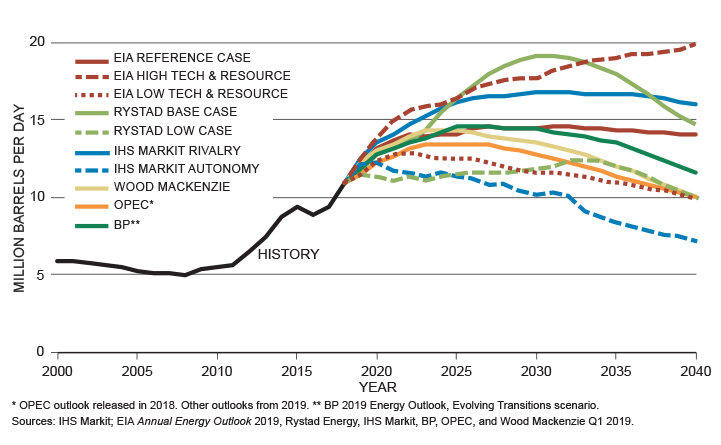 20
15
10
5
0
MILLION BARRELS PER DAY
EIA REFERENCE CASE
EIA HIGH TECH & RESOURCE
EIA LOW TECH & RESOURCE
RYSTAD BASE CASE
RYSTAD LOW CASE
IHS MARKIT RIVALRY
IHS MARKIT AUTONOMY
WOOD MACKENZIE
OPEC*
BP**
HISTORY
2000 2005 2010 2015 2020 2025 2030 2035 2040
YEAR
* OPEC outlook released in 2018. Other outlooks from 2019. ** BP 2019 Energy Outlook, Evolving Transitions scenario.
Sources: IHS Markit; EIA Annual Energy Outlook 2019, Rystad Energy, IHS Markit, BP, OPEC, and Wood Mackenzie Q1 2019.